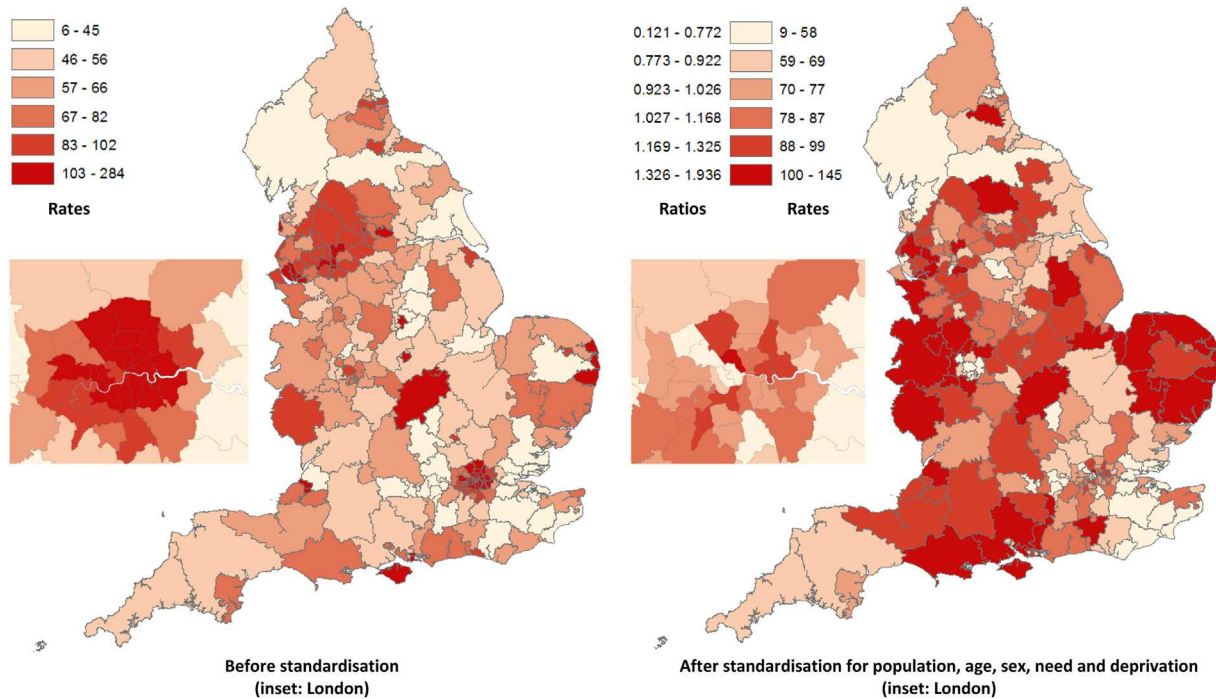 6 - 45
46 - 56
57 - 66
67 - 82
83 - 102
103 - 284
Rates
Before standardisation
(inset: London)
0.121 - 0.772 9 - 58
0.773 - 0.922 59 - 69
0.923 - 1.026 70 - 77
1.027 - 1.168 78 - 87
1.169 - 1.325 88 - 99
1.326 - 1.936 100 - 145
Ratios Rates
After standardisation for population, age, sex, need and deprivation
(inset: London)